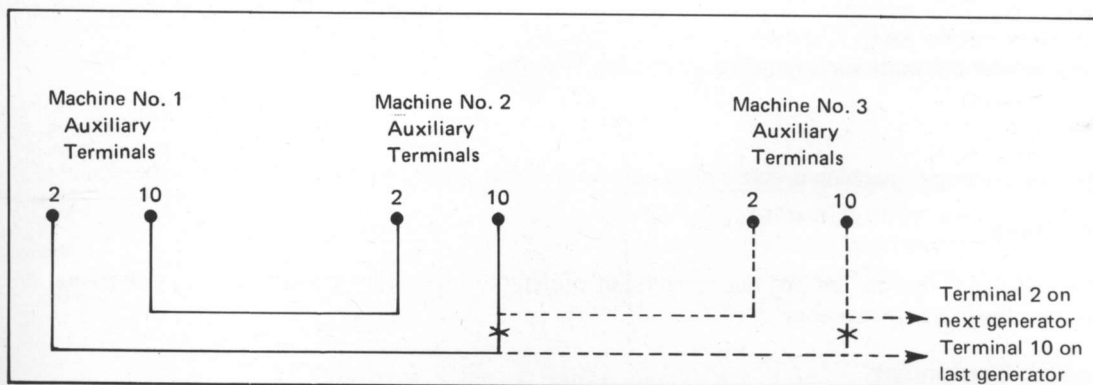 Machine No. 1
Auxiliary
Terminals
2
10
Machine No. 2
Auxiliary
Terminals
2
10
Machine No. 3
Auxiliary
Terminals
2
10
Terminal 2 on
next generator
Terminal 10 on
last generator